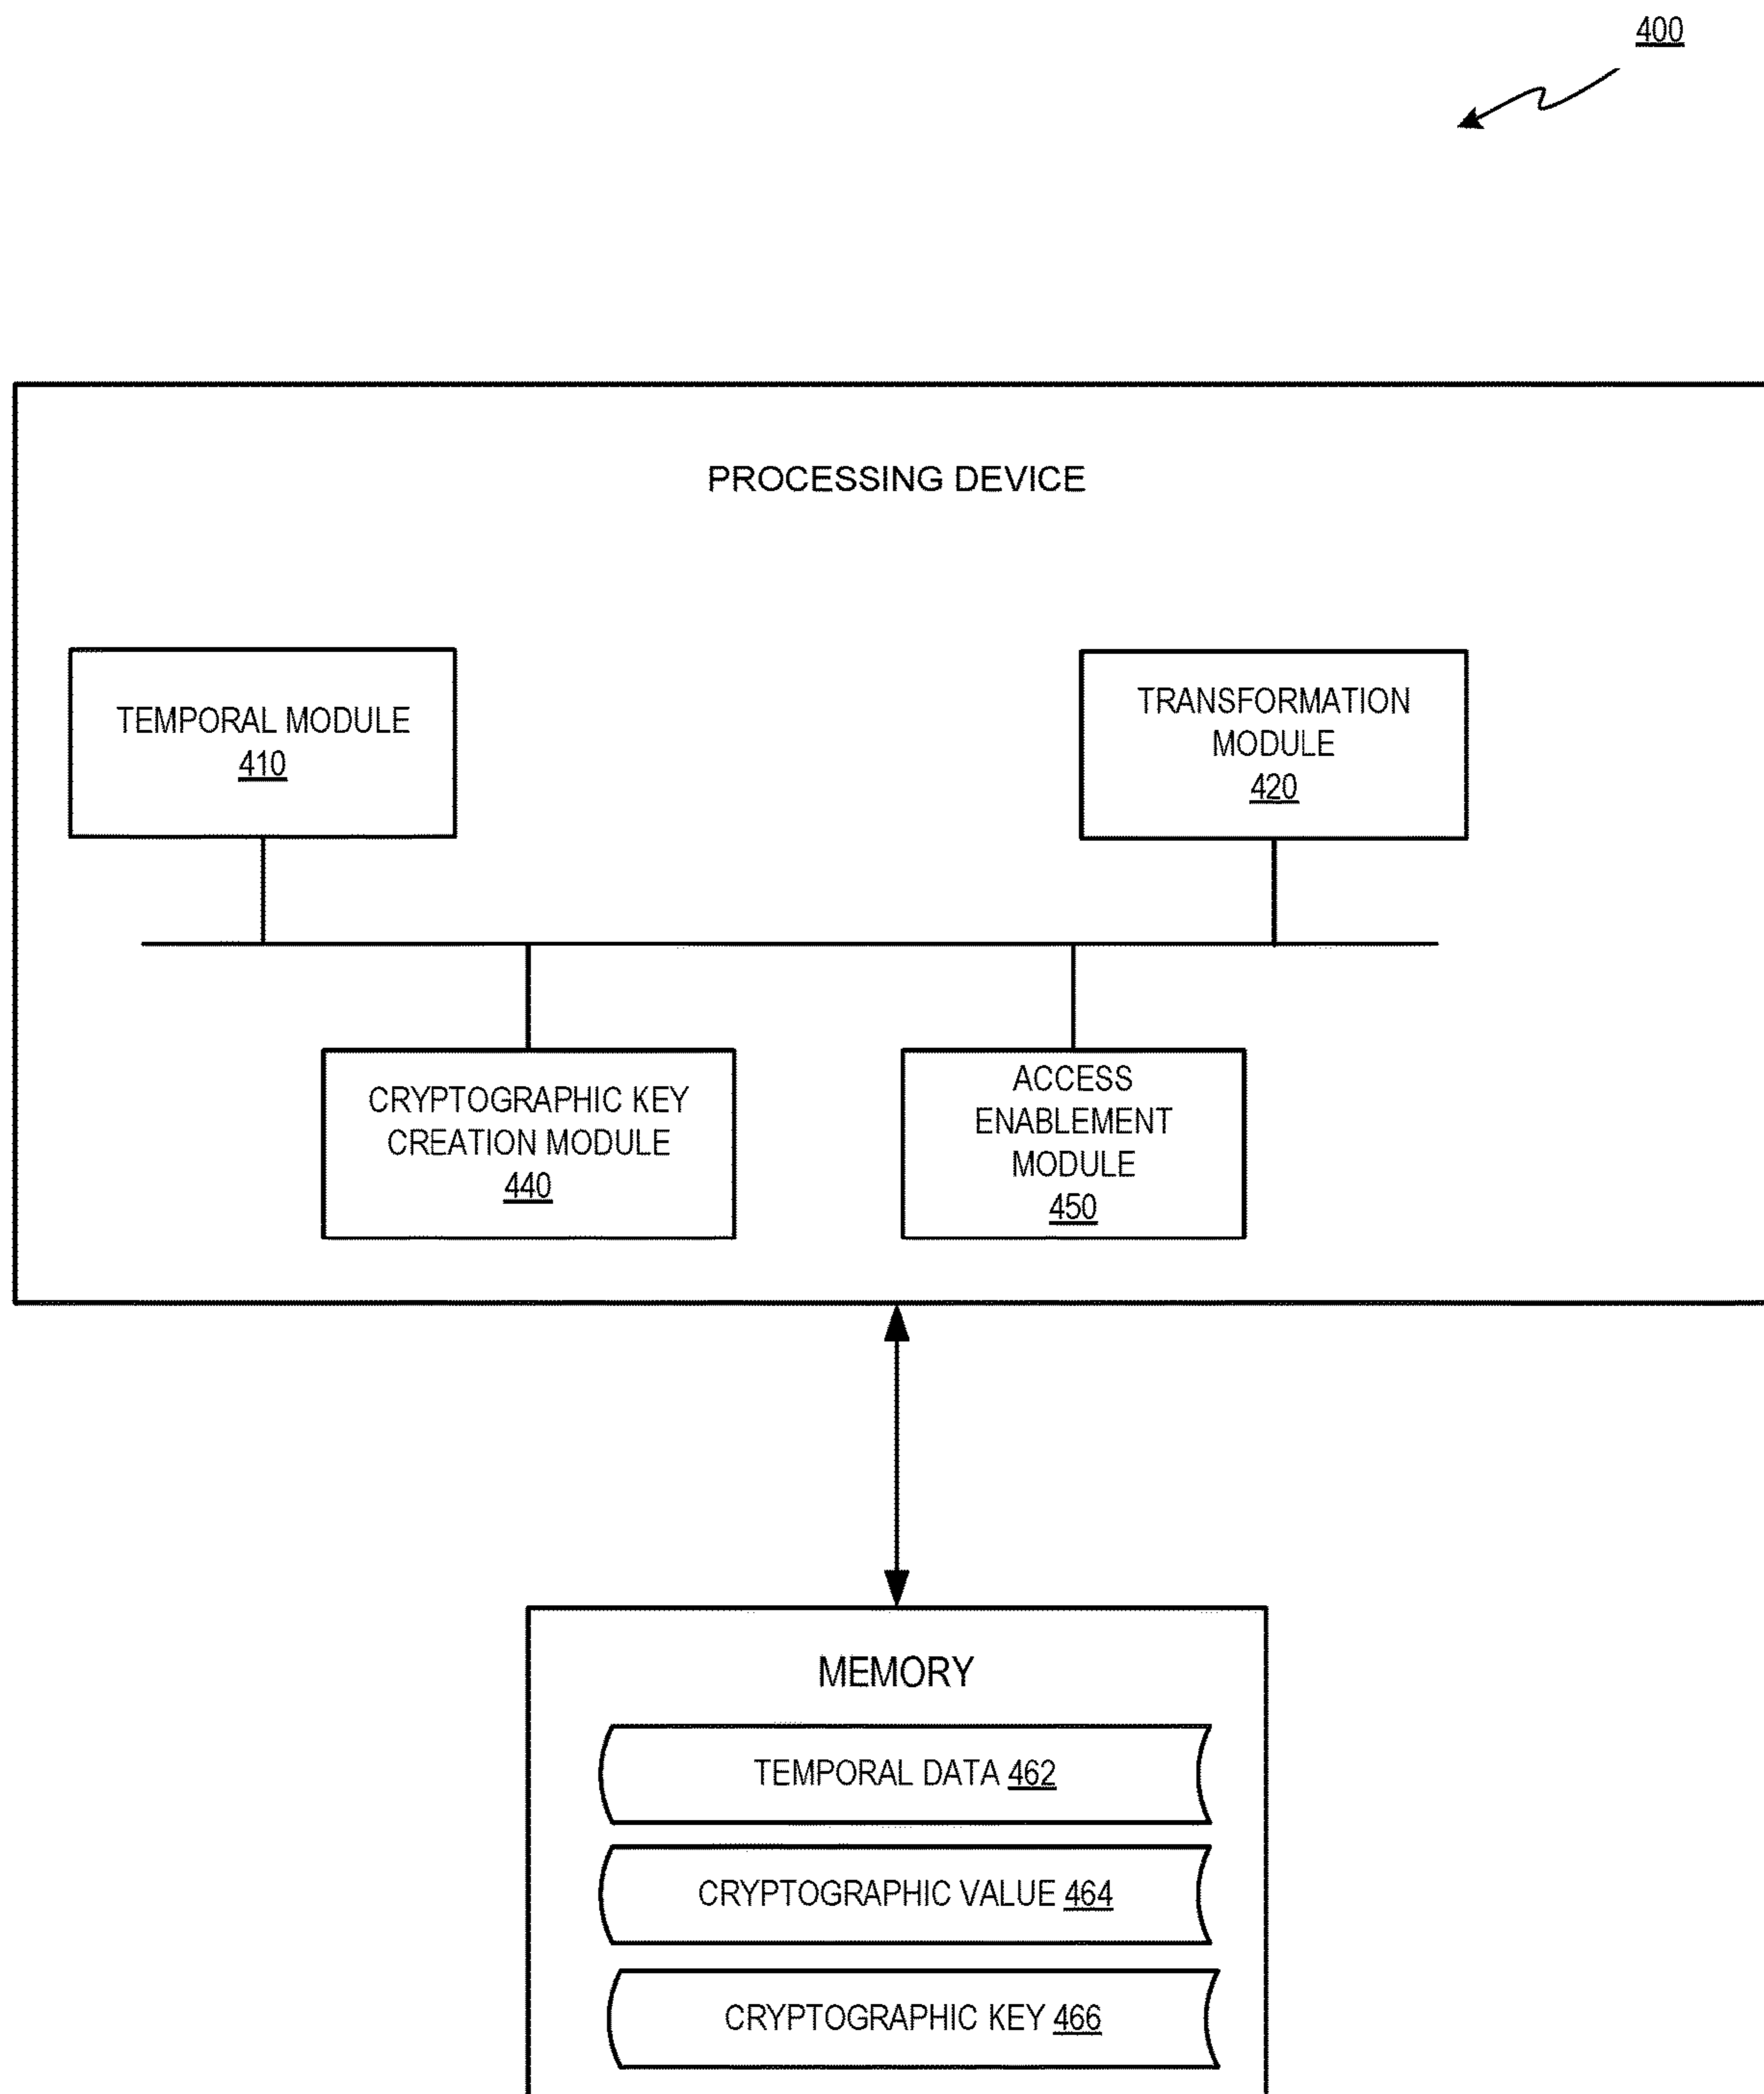 400
PROCESSING DEVICE
TEMPORAL MODULE
410
TRANSFORMATION
MODULE
420
CRYPTOGRAPHIC KEY
CREATION MODULE
440
ACCESS
ENABLEMENT
MODULE
450
MEMORY
TEMPORAL DATA 462
CRYPTOGRAPHIC VALUE 464
CRYPTOGRAPHIC KEY 466